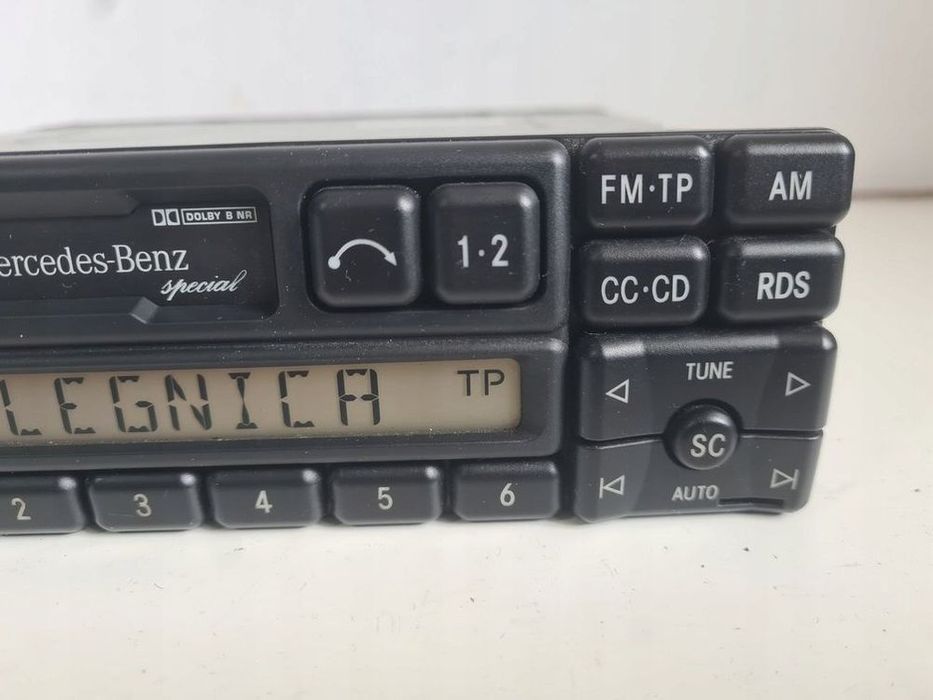 DOLBY B NR
ercedes-Benz
special
1·2
FM·TP
AM
CC·CD
RDS
LEGNICA TP
TUNE
SC
AUTO
2 3 4 5 6